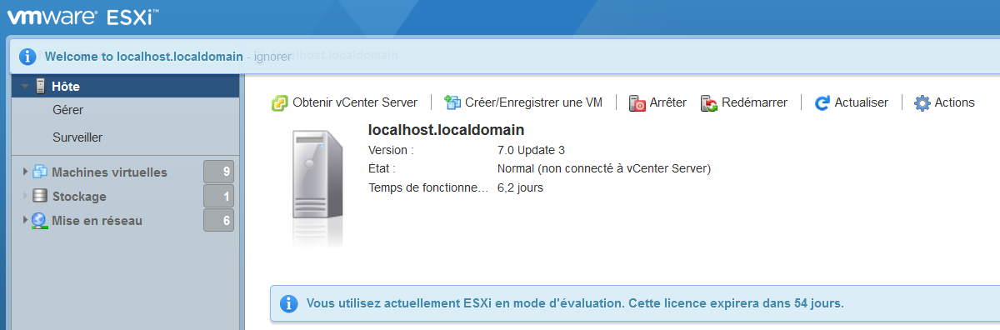 vmware® ESXi™
Welcome to localhost.localdomain - ignorer
Hôte
Gérer
Surveiller
Machines virtuelles 9
Stockage 1
Mise en réseau 6
Obtenir vCenter Server Créer/Enregistrer une VM Arrêter Redémarrer Actualiser Actions
localhost.localdomain
Version : 7.0 Update 3
État : Normal (non connecté à vCenter Server)
Temps de fonctionne... 6,2 jours
Vous utilisez actuellement ESXi en mode d'évaluation. Cette licence expirera dans 54 jours.